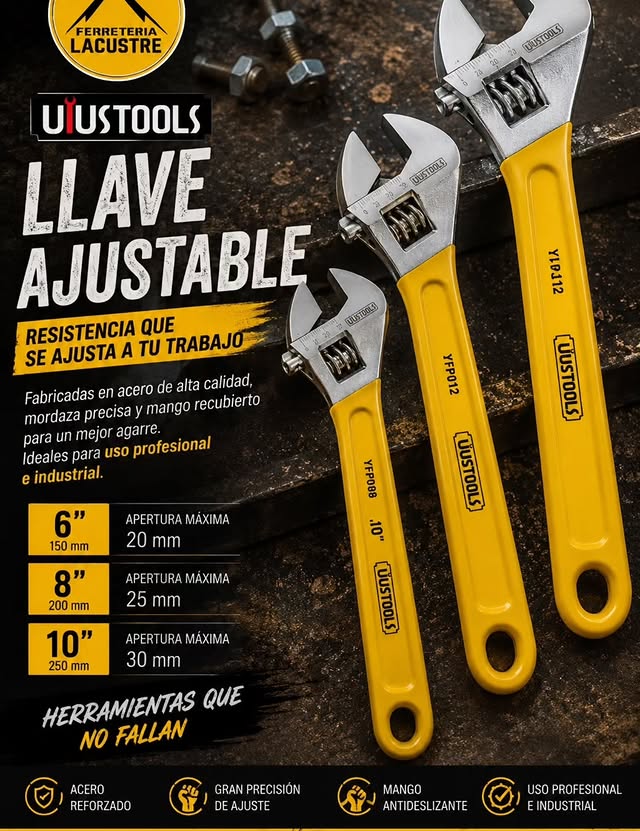 FERRETERIA
LACUSTRE
UYUSTOOLS
LLAVE
AJUSTABLE
RESISTENCIA QUE
SE AJUSTA A TU TRABAJO
Fabricadas en acero de alta calidad,
mordaza precisa y mango recubierto
para un mejor agarre.
Ideales para uso profesional
e industrial.
6”
150 mm
APERTURA MÁXIMA
20 mm
8”
200 mm
APERTURA MÁXIMA
25 mm
10”
250 mm
APERTURA MÁXIMA
30 mm
HERRAMIENTAS QUE
NO FALLAN
YFP088
.10"
UUSTOOLS
UUSTOOLS
YFP012
UUSTOOLS
UUSTOOLS
UUSTOOLS
UUSTOOLS
ACERO
REFORZADO
GRAN PRECISIÓN
DE AJUSTE
MANGO
ANTIDESLIZANTE
USO PROFESIONAL
E INDUSTRIAL